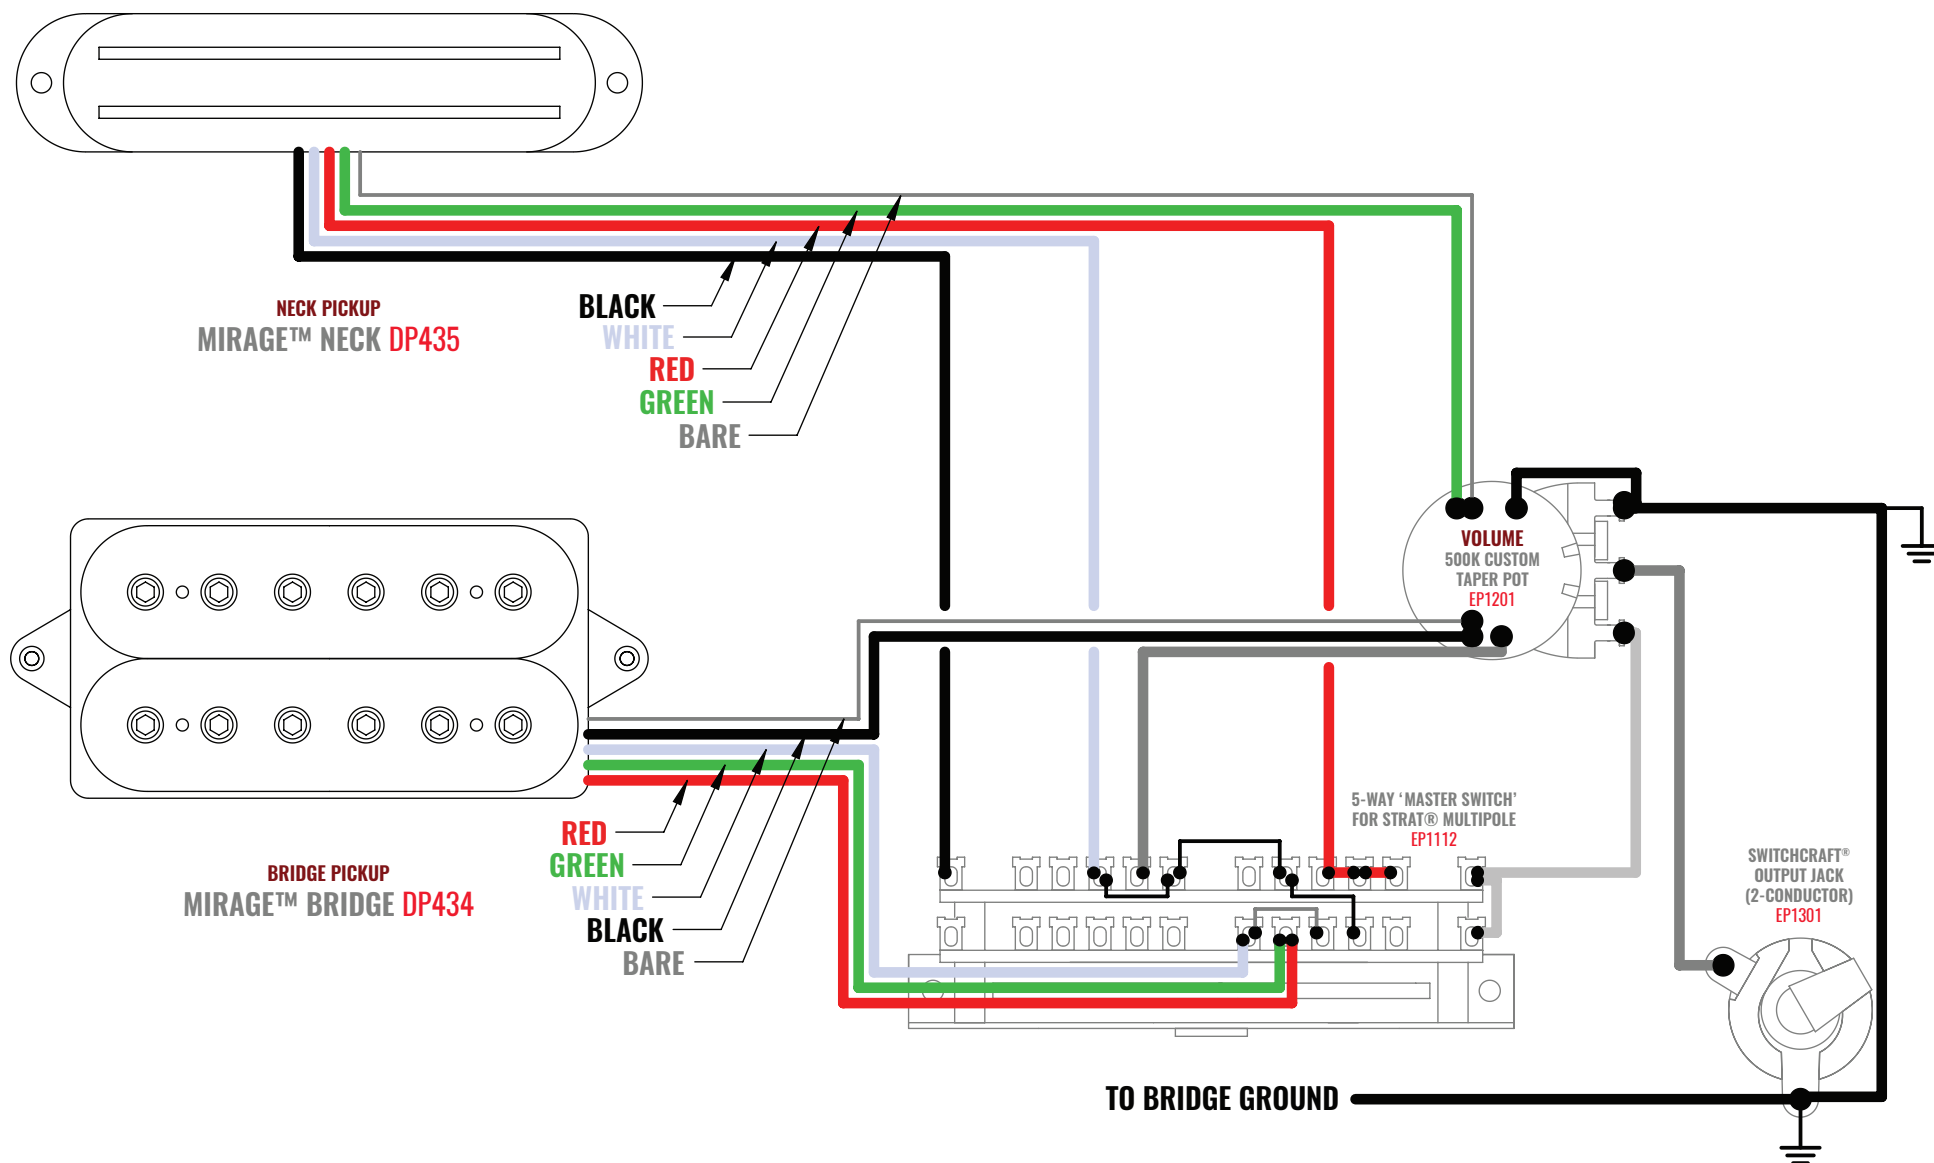 NECK PICKUP
MIRAGE™ NECK DP435
BLACK
WHITE
RED
GREEN
BARE
VOLUME
500K CUSTOM
TAPER POT
EP1201
BRIDGE PICKUP
MIRAGE™ BRIDGE DP434
RED
GREEN
WHITE
BLACK
BARE
5-WAY ‘MASTER SWITCH’
FOR STRAT® MULTIPOLE
EP1112
SWITCHCRAFT®
OUTPUT JACK
(2-CONDUCTOR)
EP1301
TO BRIDGE GROUND